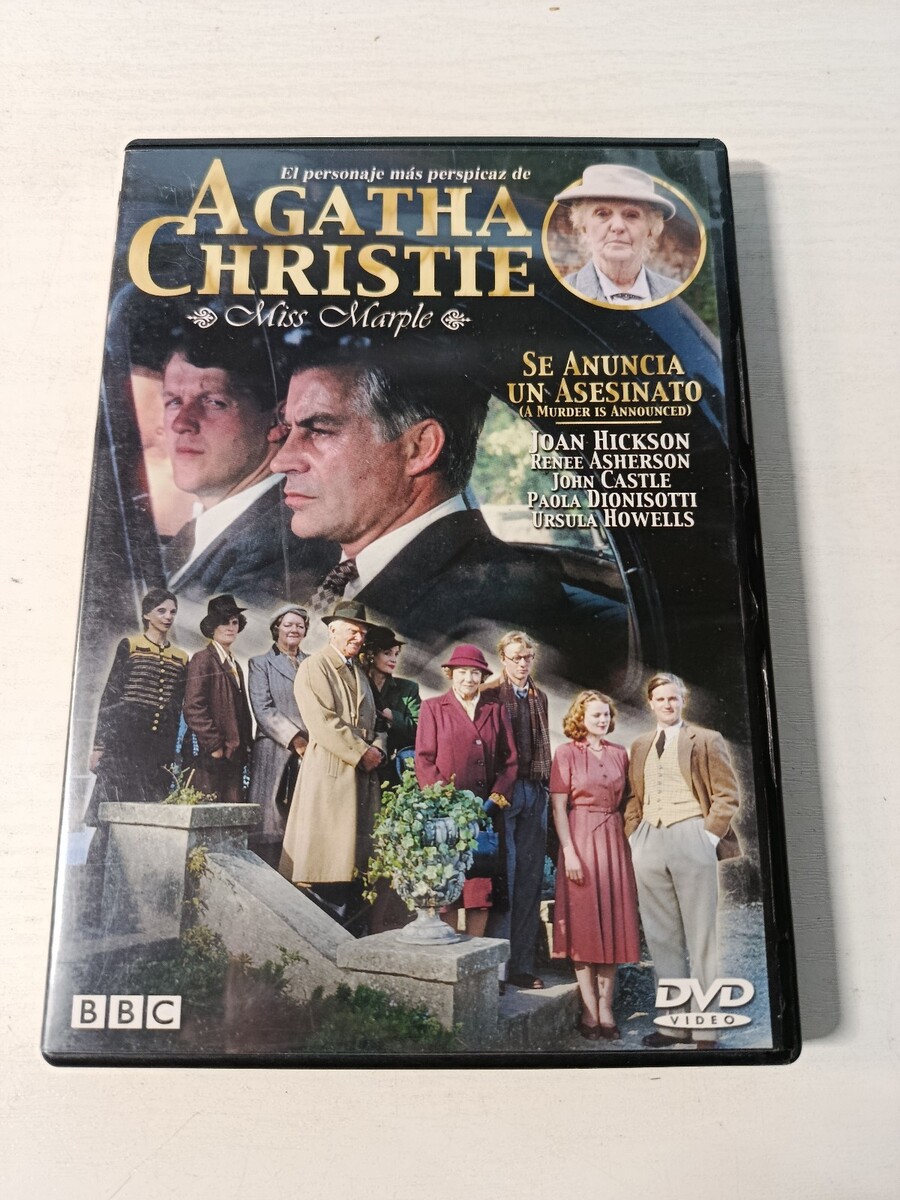 El personaje más perspicaz de
AGATHA
CHRISTIE
Miss Marple
SE ANUNCIA
UN ASESINATO
(A MURDER IS ANNOUNCED)
JOAN HICKSON
RENEE ASHERSON
JOHN CASTLE
PAOLA DIONISOTTI
URSULA HOWELLS
BBC
DVD
VIDEO